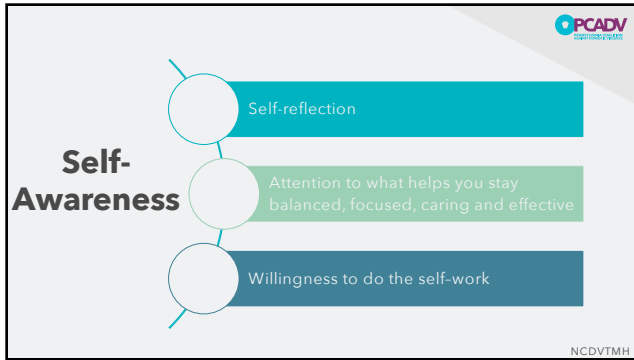 PCADV
Self-reflection
Self-
Awareness
Attention to what helps you stay
balanced, focused, caring and effective
Willingness to do the self-work
NCDVTMH